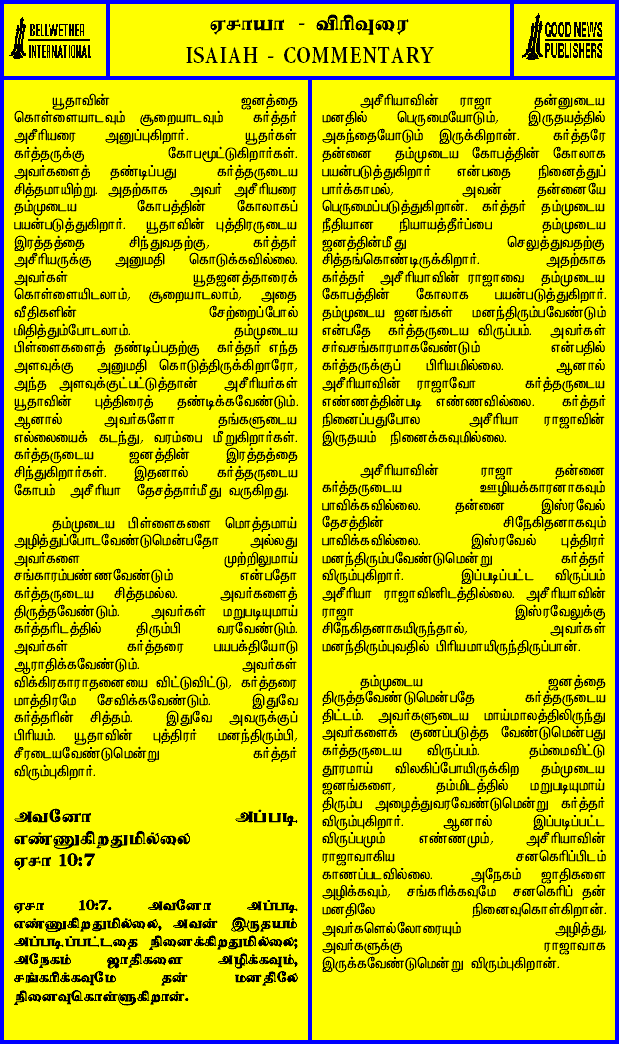 BELLWETHER
INTERNATIONAL
ஏசாயா - விரிவுரை
ISAIAH - COMMENTARY
GOOD NEWS
PUBLISHERS
யூதாவின் ஜனத்தை
கொள்ளையாடவும் சூறையாடவும் கர்த்தர்
அசீரியரை அனுப்புகிறார். யூதர்கள்
கர்த்தருக்கு கோபமூட்டுகிறார்கள்.
அவர்களைத் தண்டிப்பது கர்த்தருடைய
சித்தமாயிற்று. அதற்காக அவர் அசீரியரை
தம்முடைய கோபத்தின் கோலாகப்
பயன்படுத்துகிறார். யூதாவின் புத்திரருடைய
இரத்தத்தை சிந்துவதற்கு, கர்த்தர்
அசீரியருக்கு அனுமதி கொடுக்கவில்லை.
அவர்கள் யூதஜனத்தாரைக்
கொள்ளையிடலாம், சூறையாடலாம், அதை
வீதிகளின் சேற்றைப்போல்
மிதித்தும்போடலாம். தம்முடைய
பிள்ளைகளைத் தண்டிப்பதற்கு கர்த்தர் எந்த
அளவுக்கு அனுமதி கொடுத்திருக்கிறாரோ,
அந்த அளவுக்குட்பட்டுத்தான் அசீரியர்கள்
யூதாவின் புத்திரைத் தண்டிக்கவேண்டும்.
ஆனால் அவர்களோ தங்களுடைய
எல்லையைக் கடந்து, வரம்பை மீறுகிறார்கள்.
கர்த்தருடைய ஜனத்தின் இரத்தத்தை
சிந்துகிறார்கள். இதனால் கர்த்தருடைய
கோபம் அசீரியா தேசத்தார்மீது வருகிறது.
தம்முடைய பிள்ளைகளை மொத்தமாய்
அழித்துப்போடவேண்டுமென்பதோ அல்லது
அவர்களை முற்றிலுமாய்
சங்காரம்பண்ணவேண்டும் என்பதோ
கர்த்தருடைய சித்தமல்ல. அவர்களைத்
திருத்தவேண்டும். அவர்கள் மறுபடியுமாய்
கர்த்தரிடத்தில் திரும்பி வரவேண்டும்.
அவர்கள் கர்த்தரை பயபக்தியோடு
ஆராதிக்கவேண்டும். அவர்கள்
விக்கிரகாராதனையை விட்டுவிட்டு, கர்த்தரை
மாத்திரமே சேவிக்கவேண்டும். இதுவே
கர்த்தரின் சித்தம். இதுவே அவருக்குப்
பிரியம். யூதாவின் புத்திரர் மனந்திரும்பி,
சீரடையவேண்டுமென்று கர்த்தர்
விரும்புகிறார்.
அவனோ அப்படி
எண்ணுகிறதுமில்லை
ஏசா 10:7
ஏசா 10:7. அவனோ அப்படி
எண்ணுகிறதுமில்லை, அவன் இருதயம்
அப்படிப்பட்டதை நினைக்கிறதுமில்லை;
அநேகம் ஜாதிகளை அழிக்கவும்,
சங்கரிக்கவுமே தன் மனதிலே
நினைவுகொள்ளுகிறான்.
அசீரியாவின் ராஜா தன்னுடைய
மனதில் பெருமையோடும், இருதயத்தில்
அகந்தையோடும் இருக்கிறான். கர்த்தரே
தன்னை தம்முடைய கோபத்தின் கோலாக
பயன்படுத்துகிறார் என்பதை நினைத்துப்
பார்க்காமல், அவன் தன்னையே
பெருமைப்படுத்துகிறான். கர்த்தர் தம்முடைய
நீதியான நியாயத்தீர்ப்பை தம்முடைய
ஜனத்தின்மீது செலுத்துவதற்கு
சித்தங்கொண்டிருக்கிறார். அதற்காக
கர்த்தர் அசீரியாவின் ராஜாவை தம்முடைய
கோபத்தின் கோலாக பயன்படுத்துகிறார்.
தம்முடைய ஜனங்கள் மனந்திரும்பவேண்டும்
என்பதே கர்த்தருடைய விருப்பம். அவர்கள்
சர்வசங்காரமாகவேண்டும் என்பதில்
கர்த்தருக்குப் பிரியமில்லை. ஆனால்
அசீரியாவின் ராஜாவோ கர்த்தருடைய
எண்ணத்தின்படி எண்ணவில்லை. கர்த்தர்
நினைப்பதுபோல அசீரியா ராஜாவின்
இருதயம் நினைக்கவுமில்லை.
அசீரியாவின் ராஜா தன்னை
கர்த்தருடைய ஊழியக்காரனாகவும்
பாவிக்கவில்லை. தன்னை இஸ்ரவேல்
தேசத்தின் சிநேகிதனாகவும்
பாவிக்கவில்லை. இஸ்ரவேல் புத்திரர்
மனந்திரும்பவேண்டுமென்று கர்த்தர்
விரும்புகிறார். இப்படிப்பட்ட விருப்பம்
அசீரியா ராஜாவினிடத்தில்லை. அசீரியாவின்
ராஜா இஸ்ரவேலுக்கு
சிநேகிதனாகயிருந்தால், அவர்கள்
மனந்திரும்புவதில் பிரியமாயிருந்திருப்பான்.
தம்முடைய ஜனத்தை
திருத்தவேண்டுமென்பதே கர்த்தருடைய
திட்டம். அவர்களுடைய மாய்மாலத்திலிருந்து
அவர்களைக் குணப்படுத்த வேண்டுமென்பது
கர்த்தருடைய விருப்பம். தம்மைவிட்டு
தூரமாய் விலகிப்போயிருக்கிற தம்முடைய
ஜனங்களை, தம்மிடத்தில் மறுபடியுமாய்
திரும்ப அழைத்துவரவேண்டுமென்று கர்த்தர்
விரும்புகிறார். ஆனால் இப்படிப்பட்ட
விருப்பமும் எண்ணமும், அசீரியாவின்
ராஜாவாகிய சனகெரிப்பிடம்
காணப்படவில்லை. அநேகம் ஜாதிகளை
அழிக்கவும், சங்கரிக்கவுமே சனகெரிப் தன்
மனதிலே நினைவுகொள்கிறான்.
அவர்களெல்லோரையும் அழித்து,
அவர்களுக்கு ராஜாவாக
இருக்கவேண்டுமென்று விரும்புகிறான்.